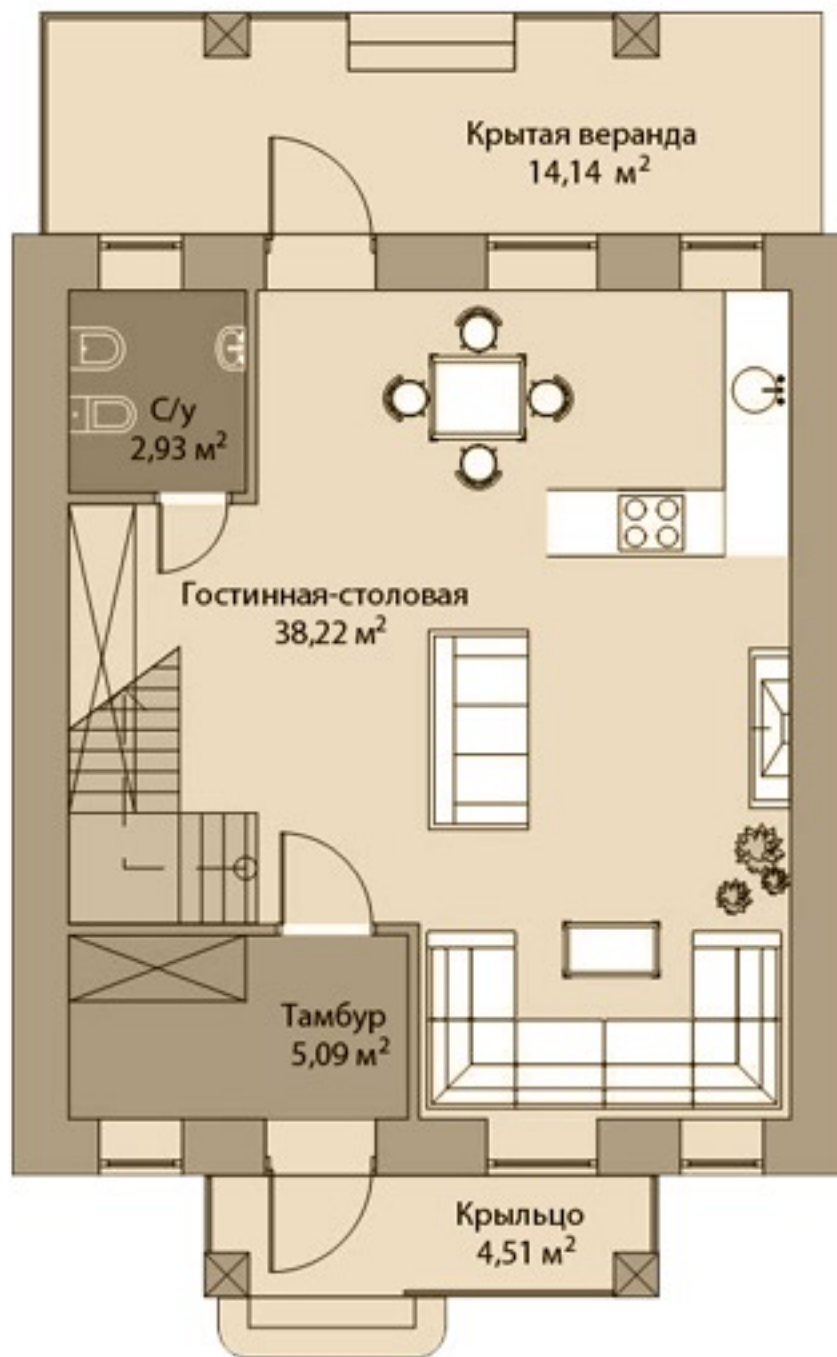 Крытая веранда
14,14 м²
С/у
2,93 м²
Гостинная-столовая
38,22 м²
Тамбур
5,09 м²
Крыльцо
4,51 м²